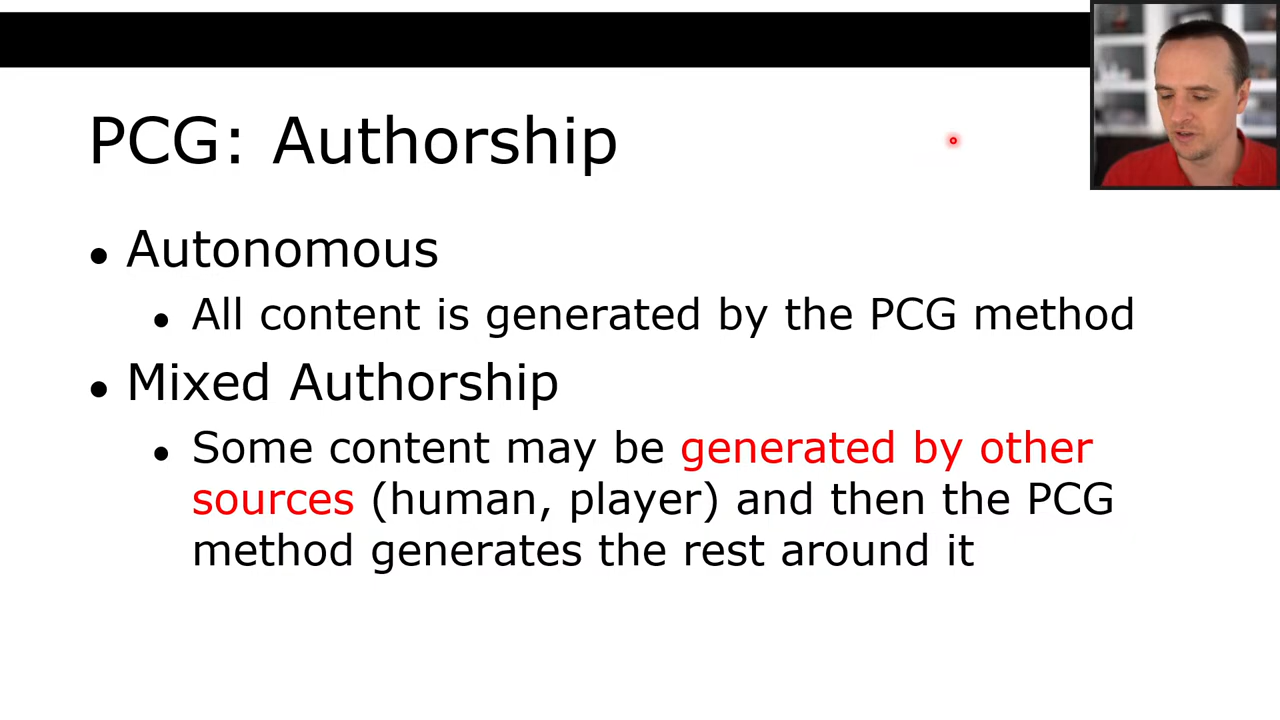 PCG: Authorship
● Autonomous
● All content is generated by the PCG method
● Mixed Authorship
● Some content may be generated by other
sources (human, player) and then the PCG
method generates the rest around it